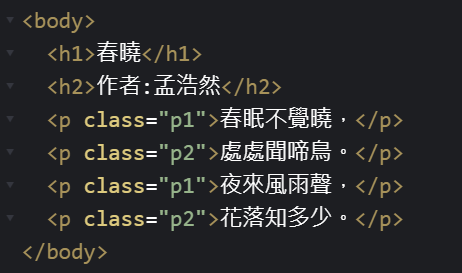 <body>
<h1>春曉</h1>
<h2>作者:孟浩然</h2>
<p class="p1">春眠不覺曉，</p>
<p class="p2">處處聞啼鳥。</p>
<p class="p1">夜來風雨聲，</p>
<p class="p2">花落知多少。</p>
</body>